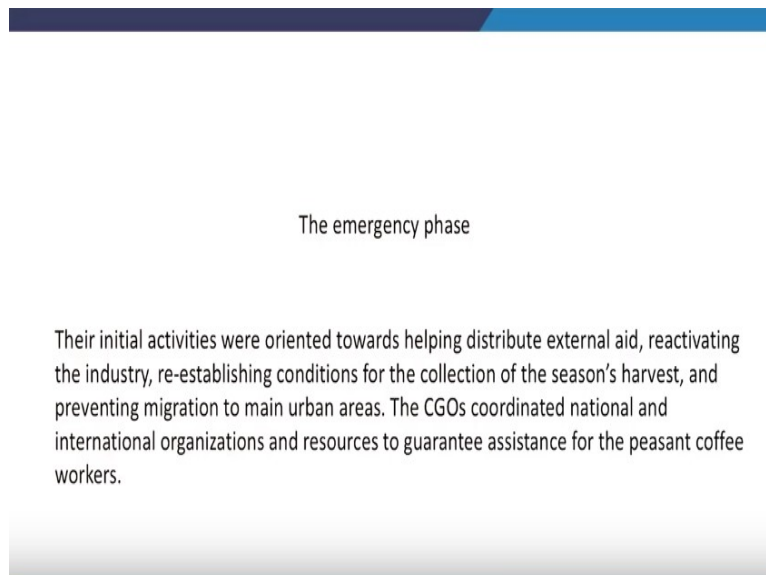 The emergency phase
Their initial activities were oriented towards helping distribute external aid, reactivating
the industry, re-establishing conditions for the collection of the season's harvest, and
preventing migration to main urban areas. The CGOs coordinated national and
international organizations and resources to guarantee assistance for the peasant coffee
workers.